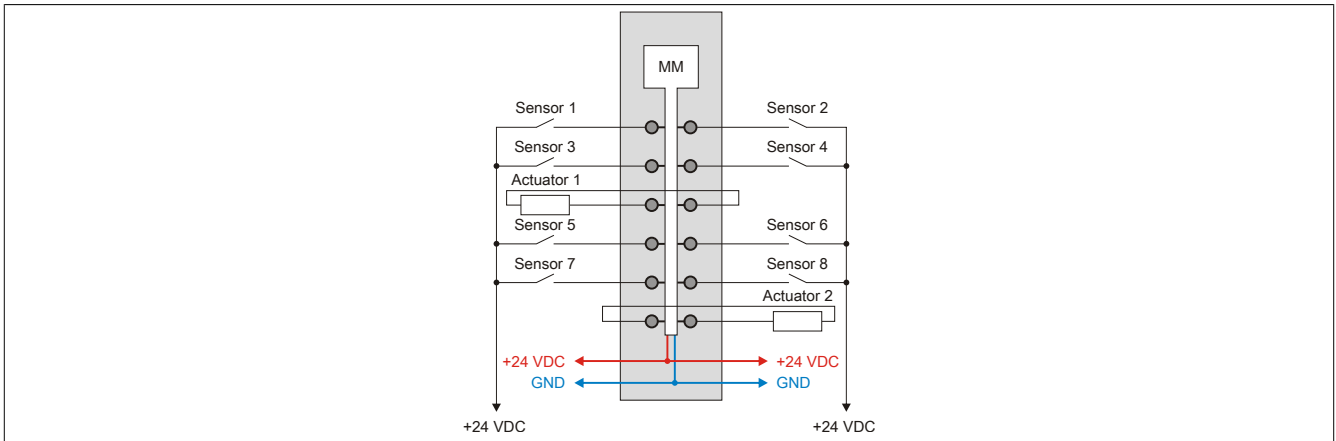 MM
Sensor 1
Sensor 2
Sensor 3
Sensor 4
Actuator 1
Sensor 5
Sensor 6
Sensor 7
Sensor 8
Actuator 2
+24 VDC
+24 VDC
GND
GND
+24 VDC
+24 VDC